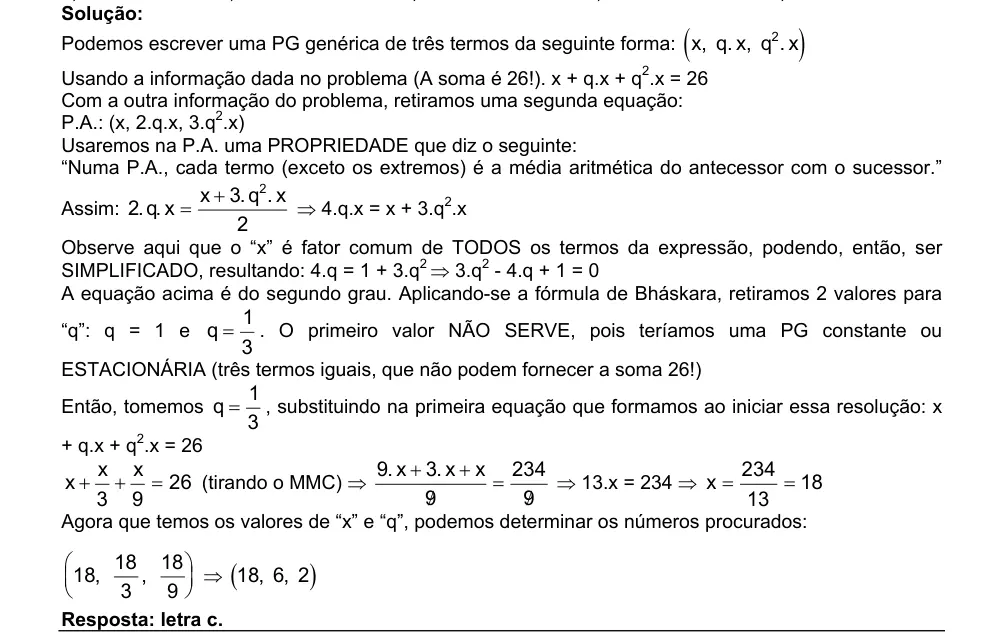 Solução:
Podemos escrever uma PG genérica de três termos da seguinte forma: (x, q. x, q². x)
Usando a informação dada no problema (A soma é 26!). x + q.x + q².x = 26
Com a outra informação do problema, retiramos uma segunda equação:
P.A.: (x, 2.q.x, 3.q².x)
Usaremos na P.A. uma PROPRIEDADE que diz o seguinte:
“Numa P.A., cada termo (exceto os extremos) é a média aritmética do antecessor com o sucessor.”
Assim: 2. q. x = (x + 3. q². x)/2 ⇒ 4.q.x = x + 3.q².x
Observe aqui que o “x” é fator comum de TODOS os termos da expressão, podendo, então, ser
SIMPLIFICADO, resultando: 4.q = 1 + 3.q² ⇒ 3.q² - 4.q + 1 = 0
A equação acima é do segundo grau. Aplicando-se a fórmula de Bháskara, retiramos 2 valores para
“q”: q = 1 e q = 1/3 . O primeiro valor NÃO SERVE, pois teríamos uma PG constante ou
ESTACIONÁRIA (três termos iguais, que não podem fornecer a soma 26!)
Então, tomemos q = 1/3 , substituindo na primeira equação que formamos ao iniciar essa resolução: x
+ q.x + q².x = 26
x + x/3 + x/9 = 26 (tirando o MMC) ⇒ (9. x + 3. x + x)/9 = 234/9 ⇒ 13.x = 234 ⇒ x = 234/13 = 18
Agora que temos os valores de “x” e “q”, podemos determinar os números procurados:
(18, 18/3, 18/9) ⇒ (18, 6, 2)
Resposta: letra c.